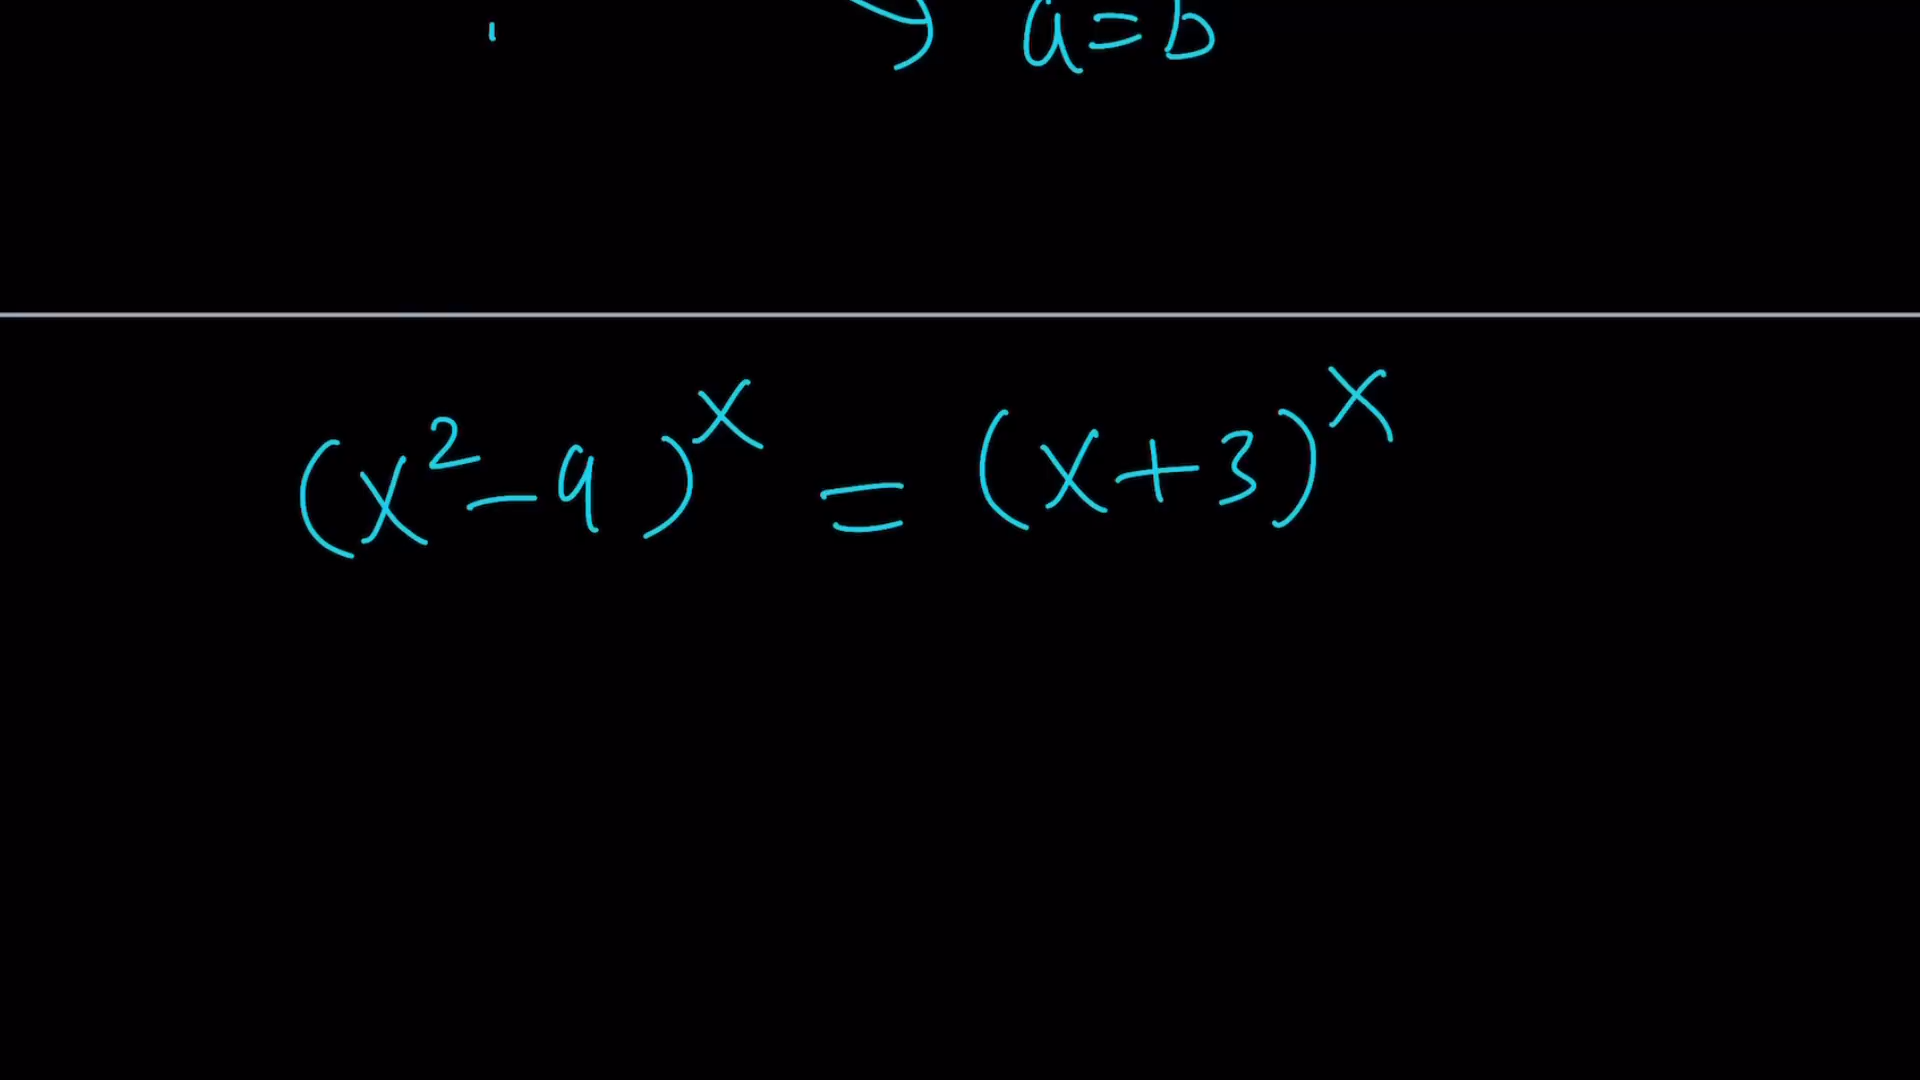 a=b
(x²-9)ˣ = (x+3)ˣ